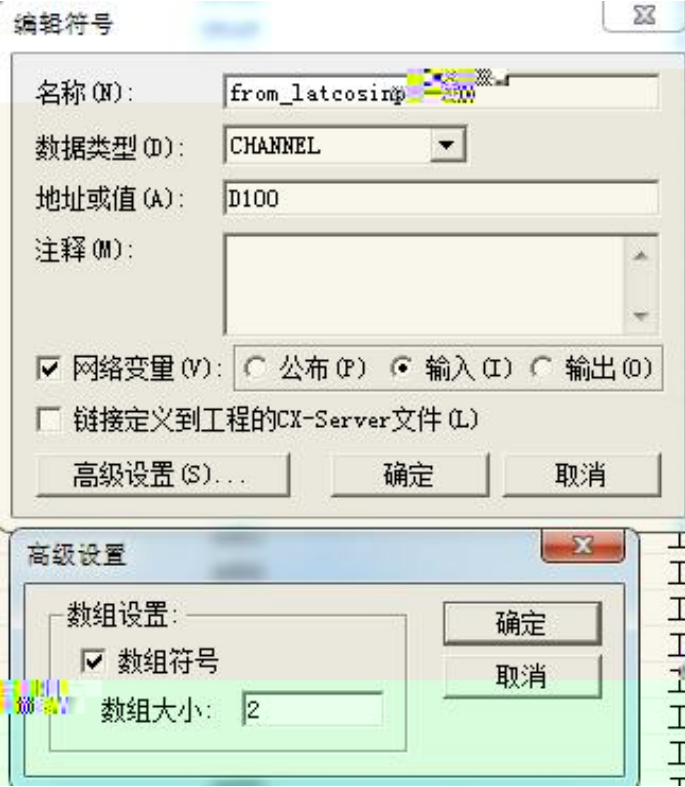 编辑符号
名称(N):
数据类型(D): CHANNEL
地址或值(A): D100
注释(M):
网络变量(V): 公布(P) 输入(I) 输出(O)
链接定义到工程的CX-Server文件(L)
高级设置(S)... 确定 取消
高级设置
数组设置:
确定
数组符号
取消
数组大小: 2